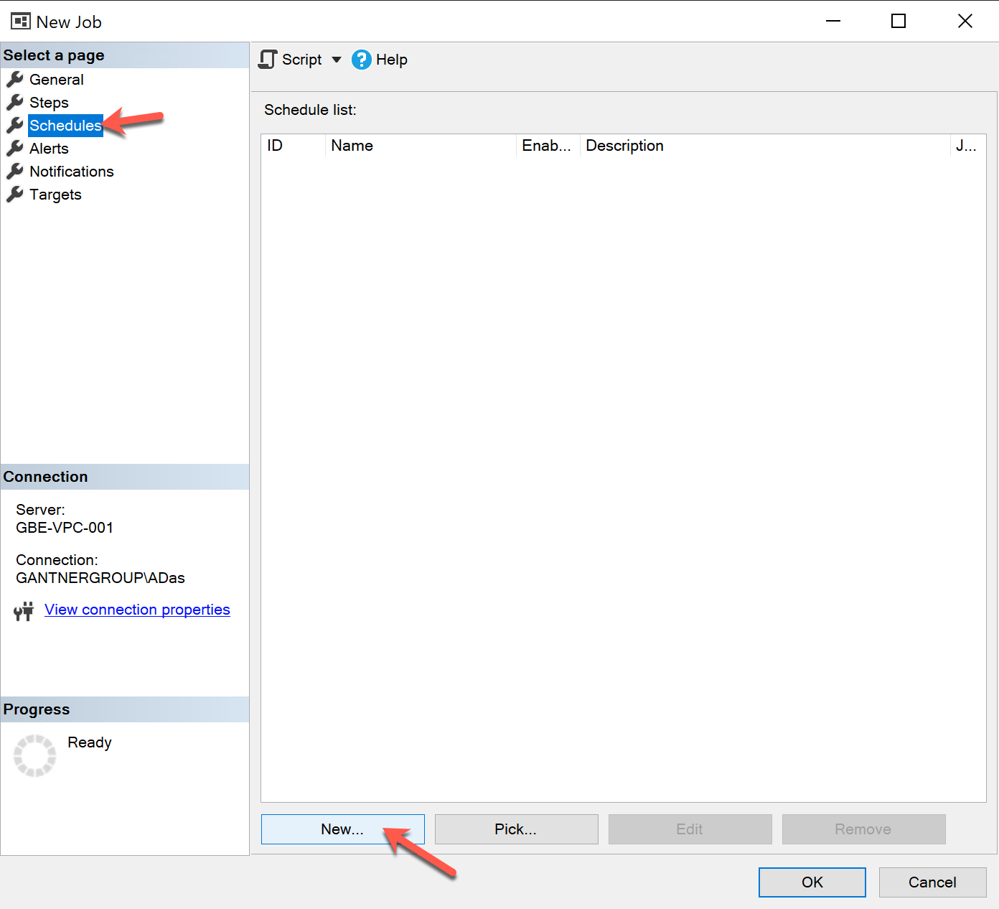 New Job
Select a page
General
Steps
Schedules
Alerts
Notifications
Targets
Connection
Server:
GBE-VPC-001
Connection:
GANTNERGROUP\ADas
View connection properties
Progress
Ready
Script
? Help
Schedule list:
ID Name Enab... Description J...
New... Pick... Edit Remove
OK Cancel